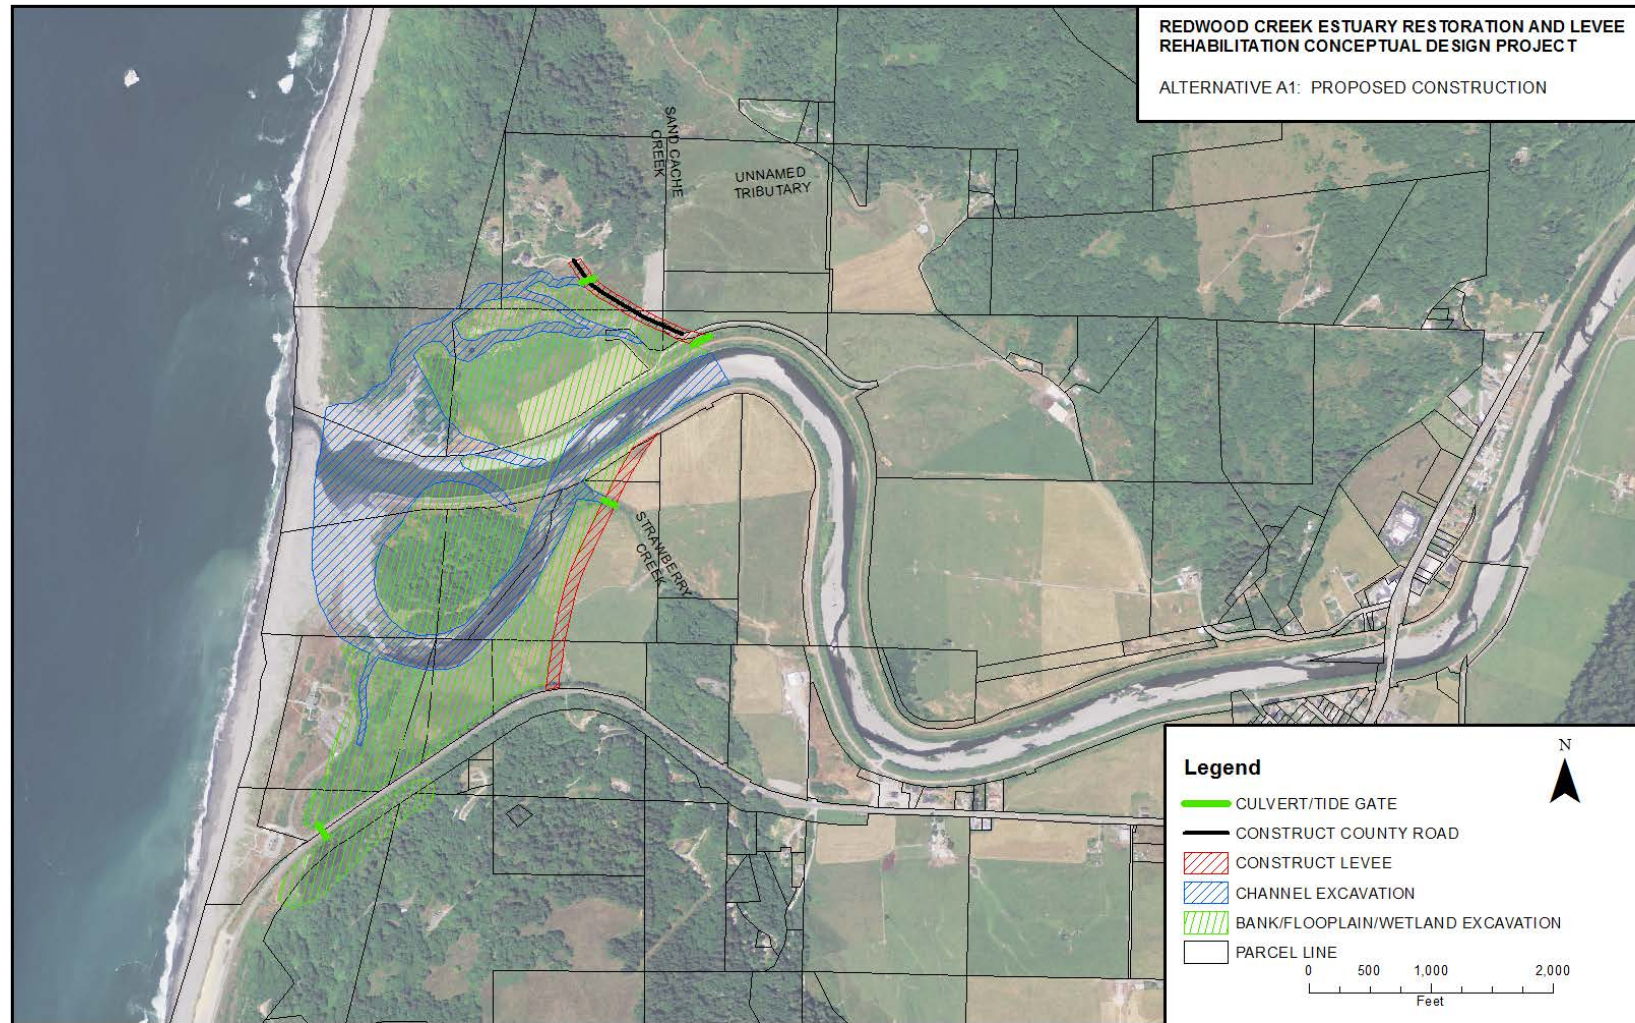 REDWOOD CREEK ESTUARY RESTORATION AND LEVEE
REHABILITATION CONCEPTUAL DESIGN PROJECT
ALTERNATIVE A1: PROPOSED CONSTRUCTION
SAND CACHE
CREEK
UNNAMED
TRIBUTARY
STRAWBERRY
CREEK
Legend
N
CULVERT/TIDE GATE
CONSTRUCT COUNTY ROAD
CONSTRUCT LEVEE
CHANNEL EXCAVATION
BANK/FLOOPLAIN/WETLAND EXCAVATION
PARCEL LINE
0 500 1,000 2,000
Feet